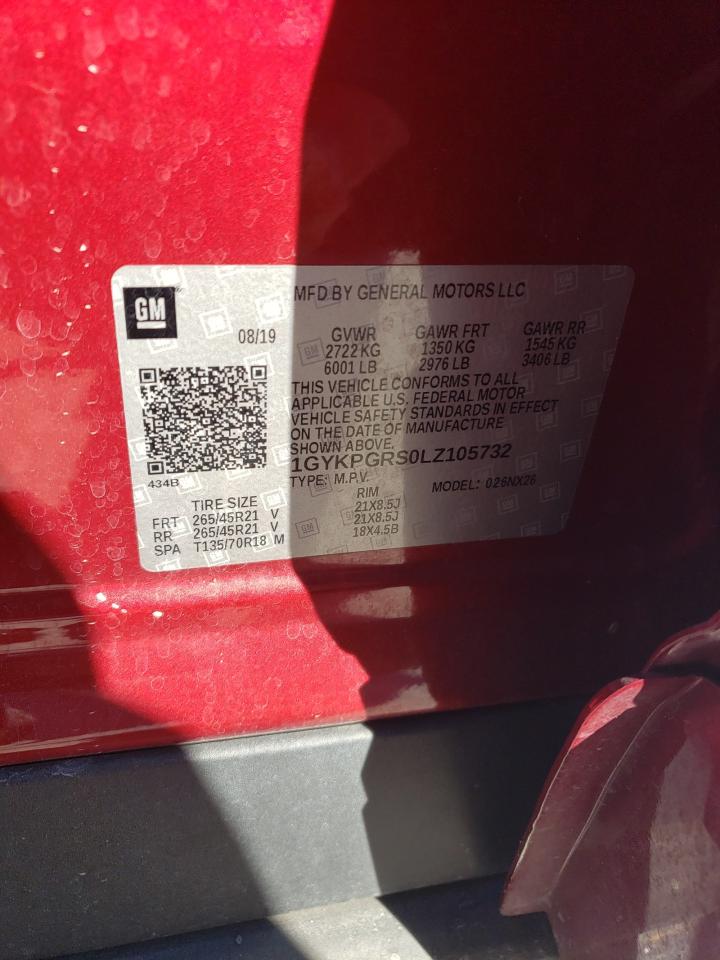 GM
MFD BY GENERAL MOTORS LLC
08/19 GVWR GAWR FRT GAWR RR
2722 KG 1350 KG 1545 KG
6001 LB 2976 LB 3406 LB
THIS VEHICLE CONFORMS TO ALL
APPLICABLE U.S. FEDERAL MOTOR
VEHICLE SAFETY STANDARDS IN EFFECT
ON THE DATE OF MANUFACTURE
SHOWN ABOVE.
1GYKPGRS0LZ105732
434B
TYPE: M.P.V. MODEL: 026NX26
TIRE SIZE RIM
FRT 265/45R21 V 21X8.5J
RR 265/45R21 V 21X8.5J
SPA T135/70R18 M 18X4.5B